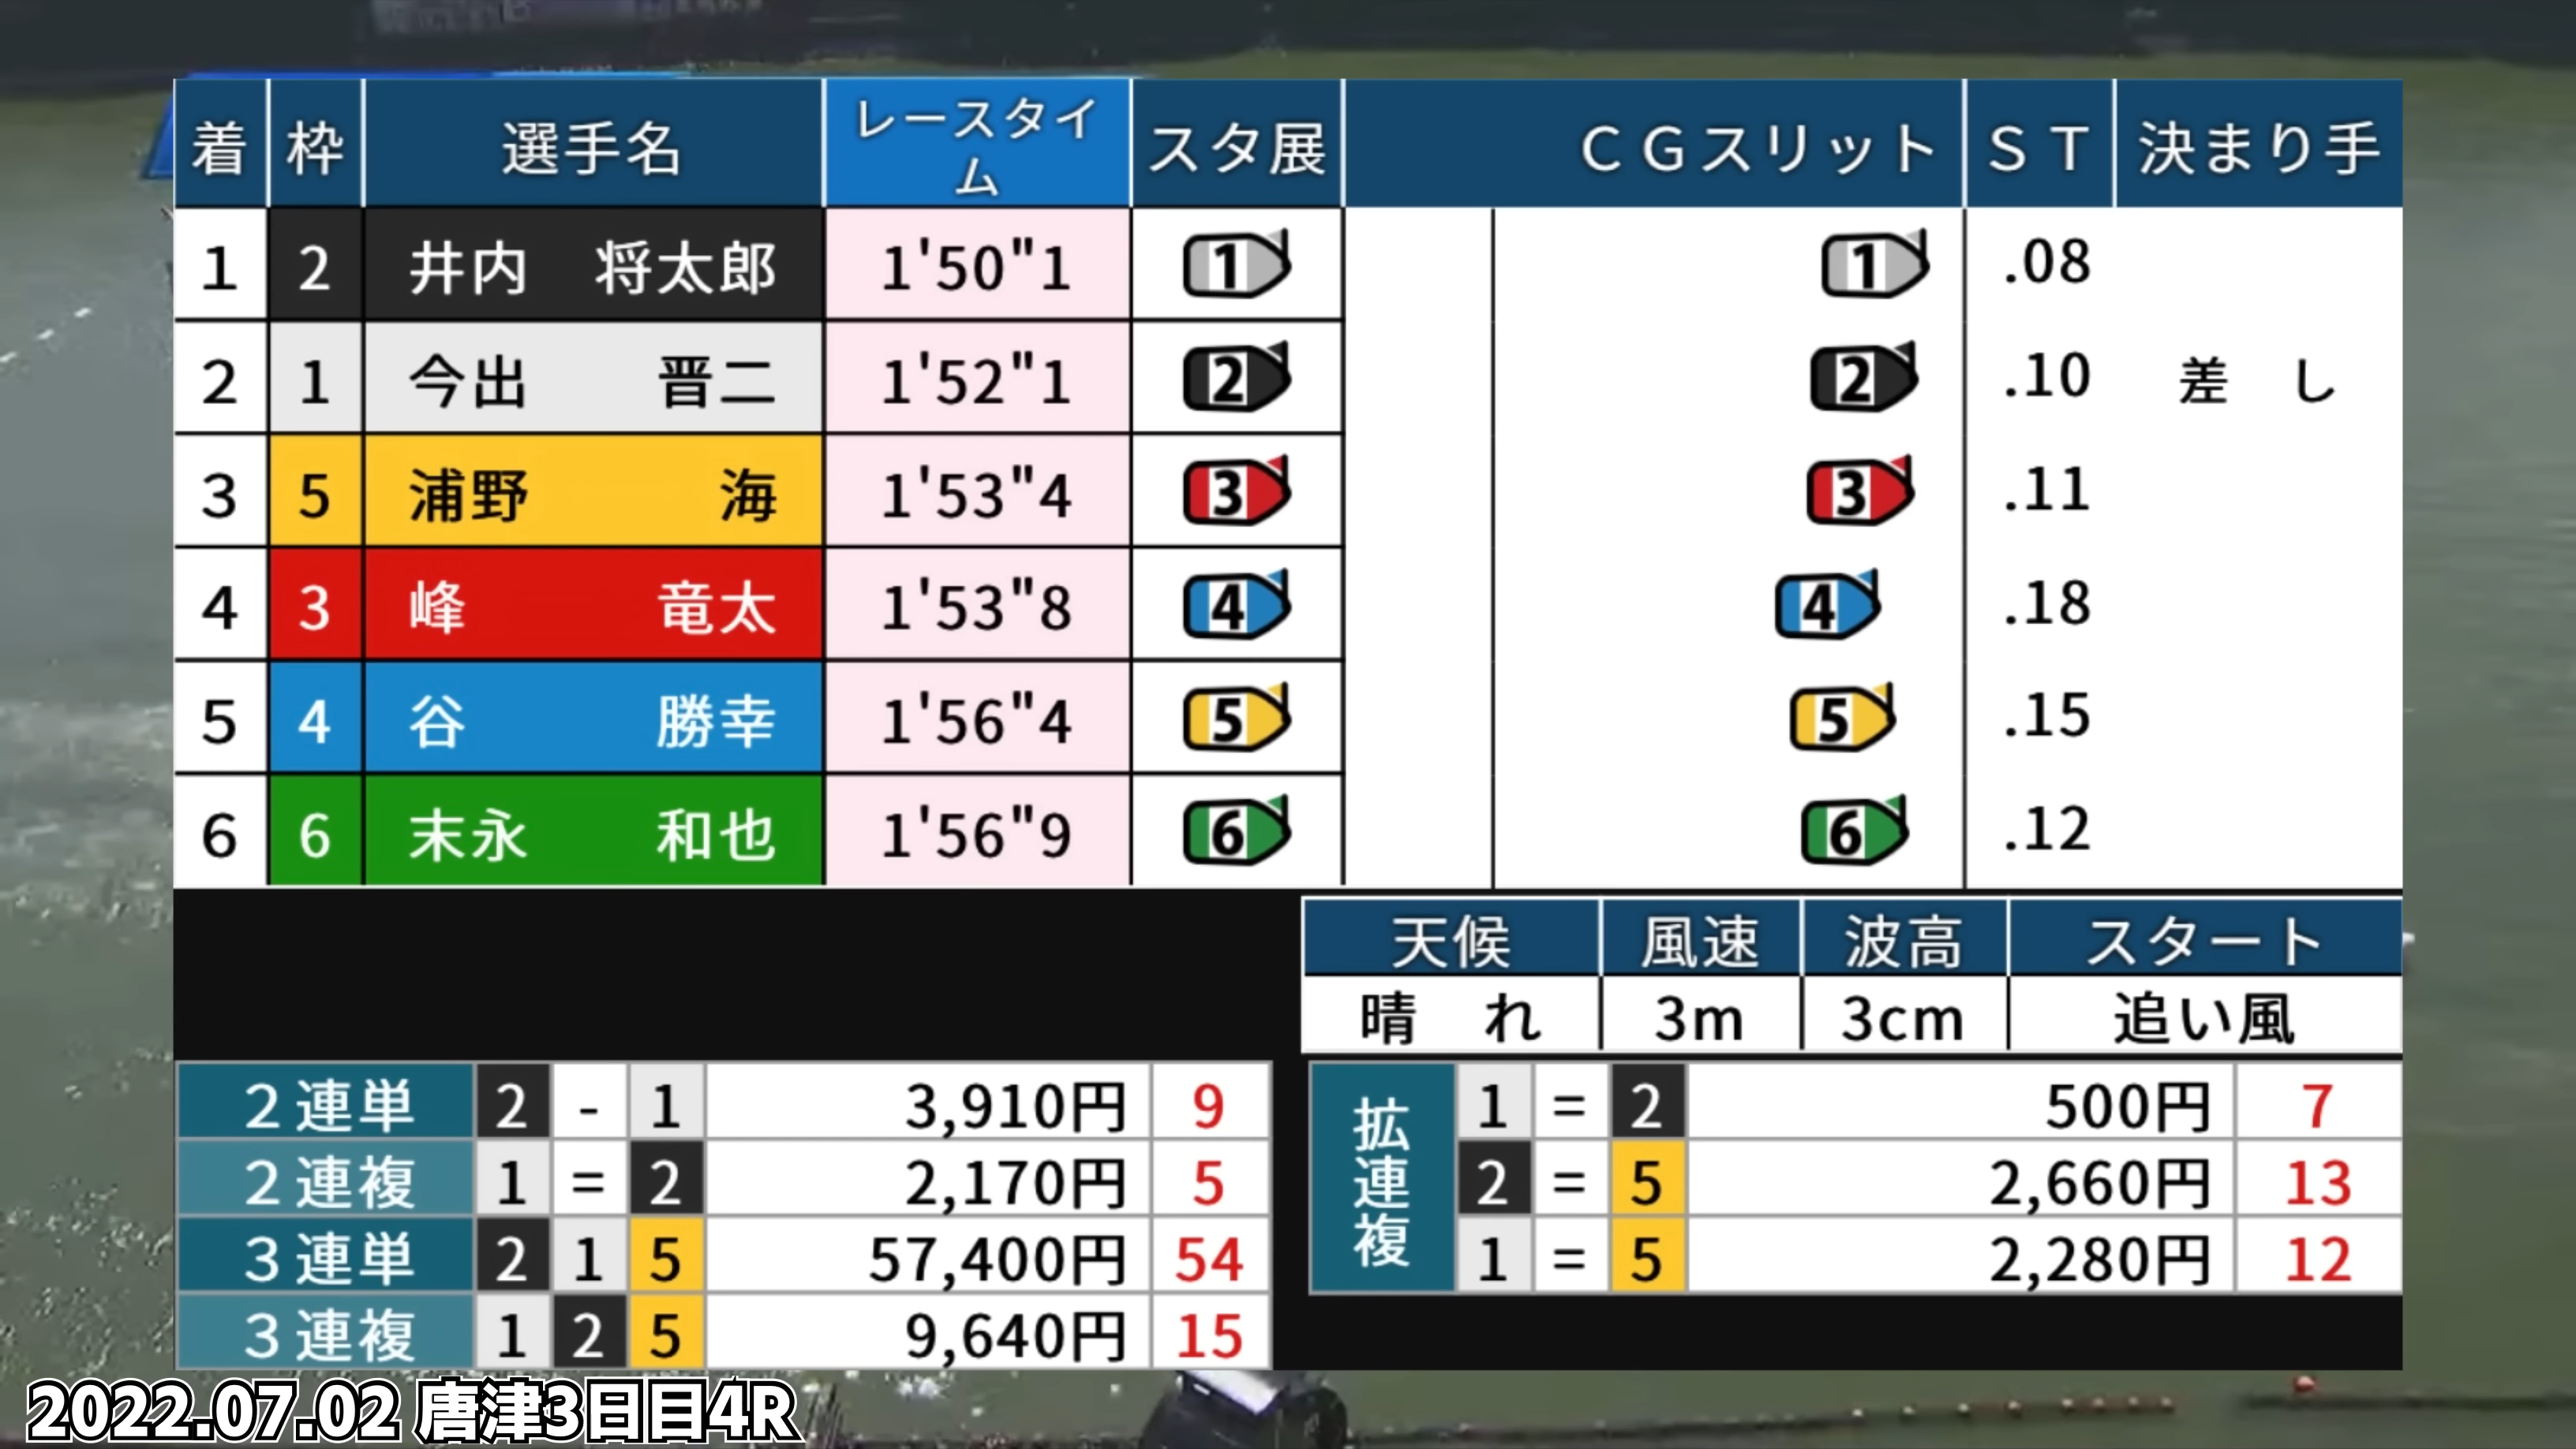 着 枠 選手名 レースタイム スタ展 CGスリット ST 決まり手
1 2 井内 将太郎 1'50"1 1 1 .08
2 1 今出 晋二 1'52"1 2 2 .10 差し
3 5 浦野 海 1'53"4 3 3 .11
4 3 峰 竜太 1'53"8 4 4 .18
5 4 谷 勝幸 1'56"4 5 5 .15
6 6 末永 和也 1'56"9 6 6 .12
天候 風速 波高 スタート
晴れ 3m 3cm 追い風
2連単 2 - 1 3,910円 9
2連複 1 = 2 2,170円 5
3連単 2 1 5 57,400円 54
3連複 1 2 5 9,640円 15
拡連複 1 = 2 500円 7
2 = 5 2,660円 13
1 = 5 2,280円 12
2022.07.02 唐津3日目4R